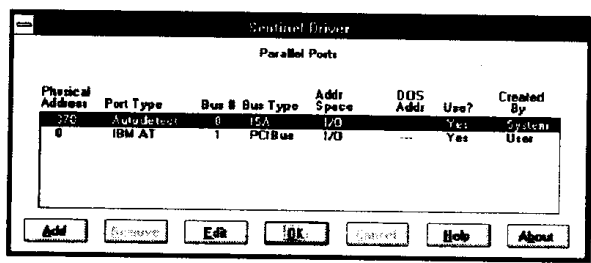 Sentinel Driver
Parallel Ports
Physical Address Port Type Bus # Bus Type Addr Space DOS Addr Use? Created By
378 Autodetect 0 ISA I/O Yes System
0 IBM AT 1 PCIBus I/O --- Yes User
Add Remove Edit OK Cancel Help About